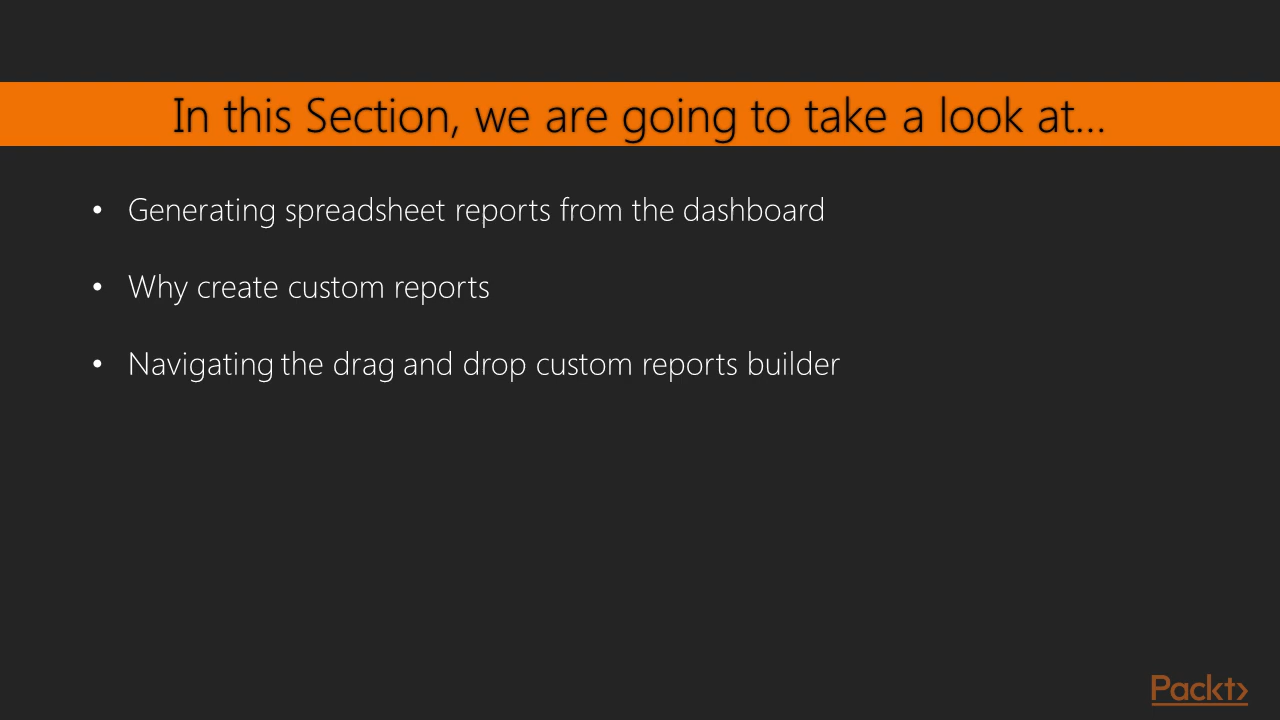 In this Section, we are going to take a look at...
• Generating spreadsheet reports from the dashboard
• Why create custom reports
• Navigating the drag and drop custom reports builder
Packt>